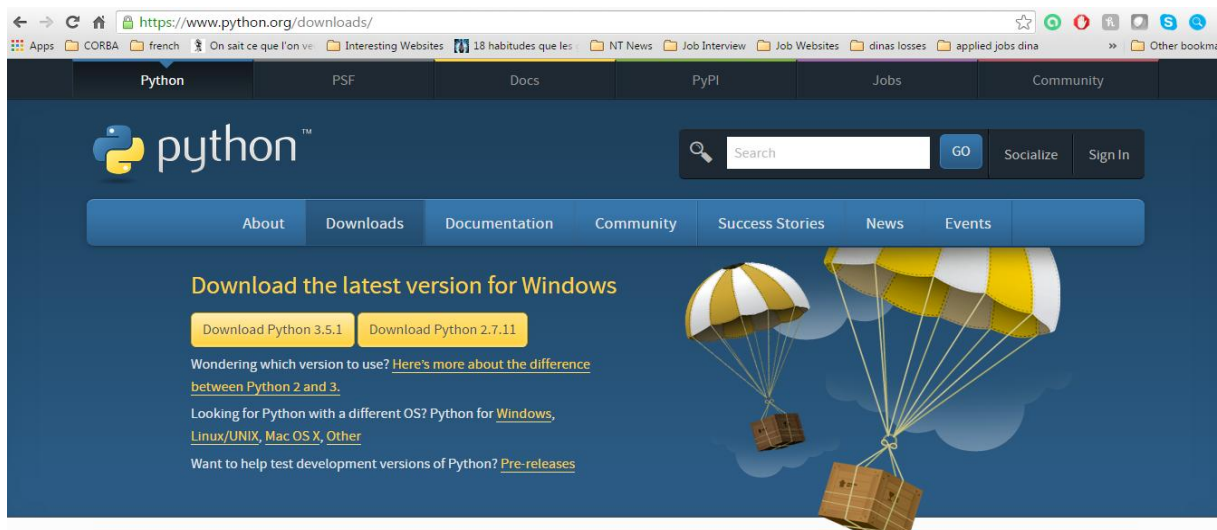 https://www.python.org/downloads/
Apps CORBA french On sait ce que l'on ve Interesting Websites 18 habitudes que les NT News Job Interview Job Websites dinas losses applied jobs dina » Other bookma
Python PSF Docs PyPI Jobs Community
python™
Search GO Socialize Sign In
About Downloads Documentation Community Success Stories News Events
Download the latest version for Windows
Download Python 3.5.1 Download Python 2.7.11
Wondering which version to use? Here's more about the difference
between Python 2 and 3.
Looking for Python with a different OS? Python for Windows,
Linux/UNIX, Mac OS X, Other
Want to help test development versions of Python? Pre-releases